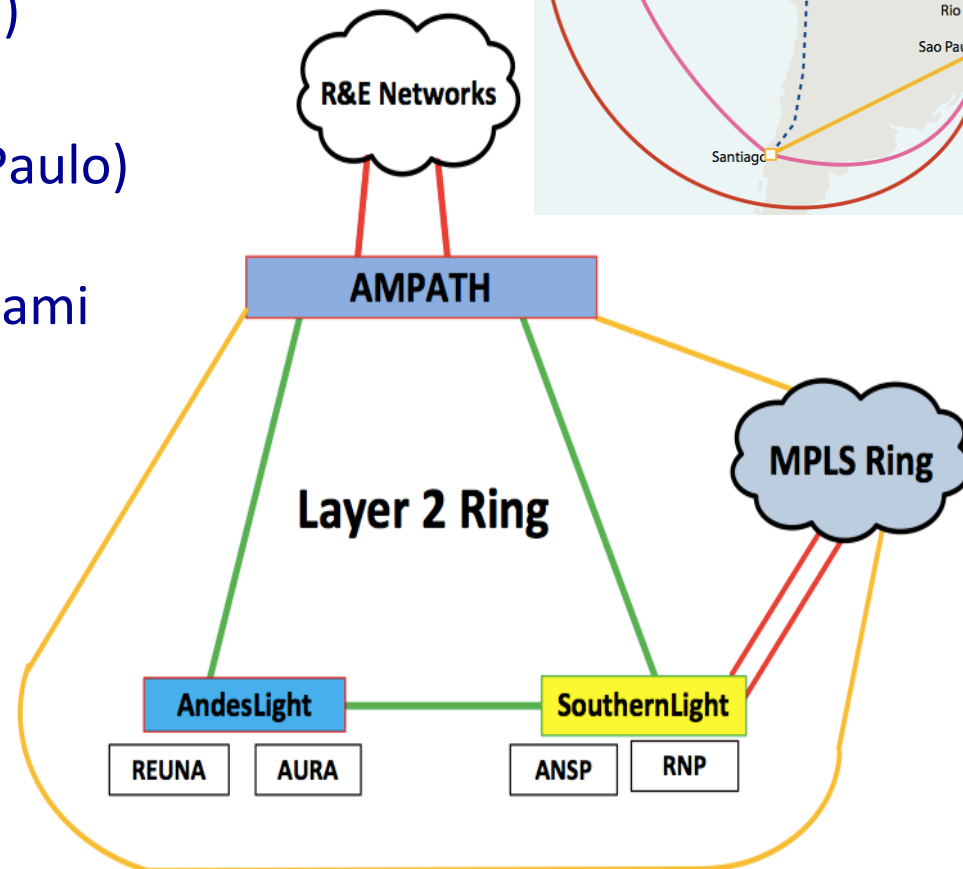 )
Paulo)
ami
Rio
Sao Pau
Santiago
R&E Networks
AMPATH
MPLS Ring
Layer 2 Ring
AndesLight
SouthernLight
REUNA
AURA
ANSP
RNP